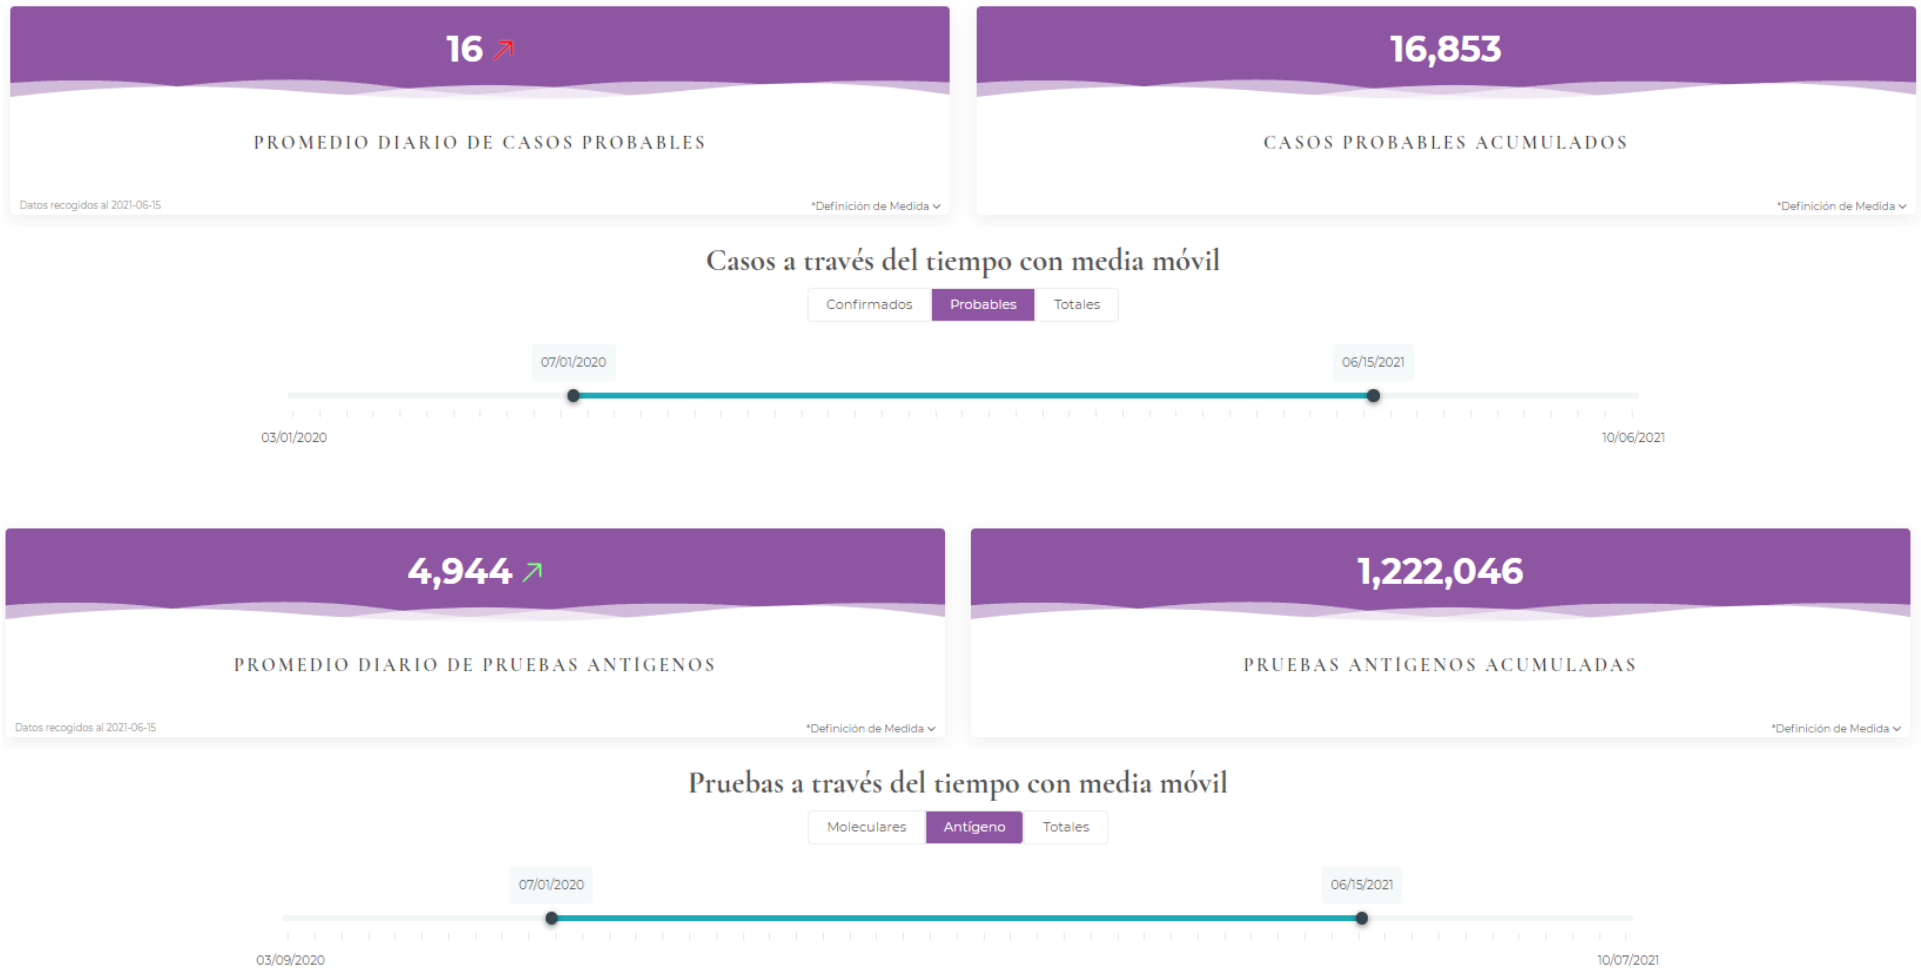 16
16,853
PROMEDIO DIARIO DE CASOS PROBABLES
CASOS PROBABLES ACUMULADOS
Datos recogidos al 2021-06-15
*Definición de Medida
*Definición de Medida
Casos a través del tiempo con media móvil
Confirmados Probables Totales
07/01/2020 06/15/2021
03/01/2020 10/06/2021
4,944
1,222,046
PROMEDIO DIARIO DE PRUEBAS ANTÍGENOS
PRUEBAS ANTÍGENOS ACUMULADAS
Datos recogidos al 2021-06-15
*Definición de Medida
*Definición de Medida
Pruebas a través del tiempo con media móvil
Moleculares Antígeno Totales
07/01/2020 06/15/2021
03/09/2020 10/07/2021